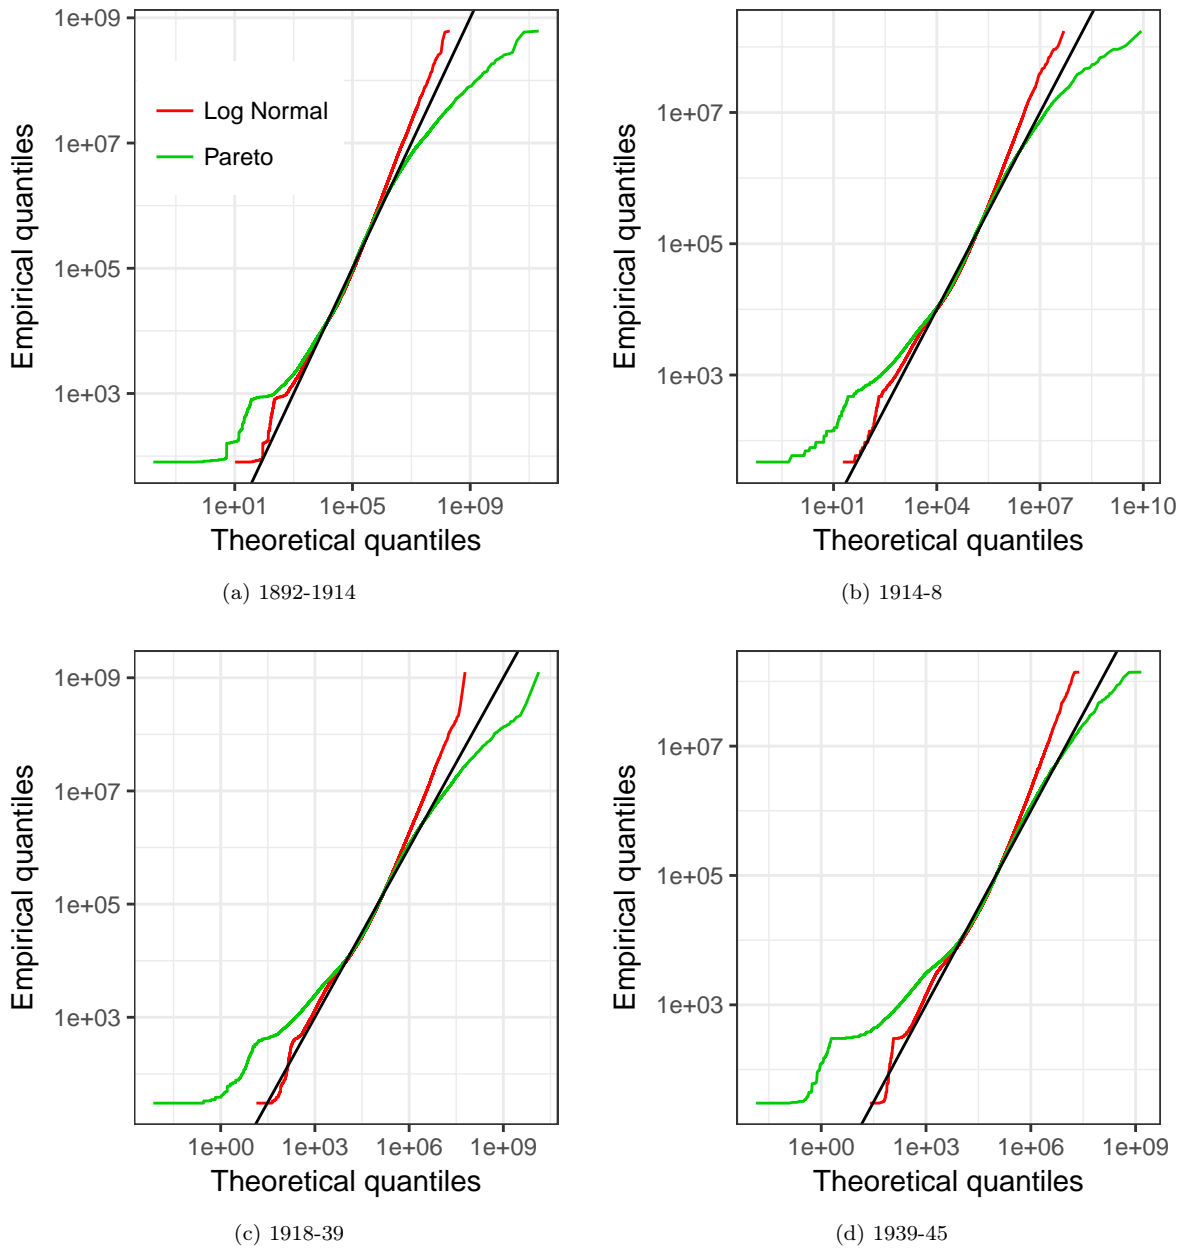 1e+09
1e+07
1e+05
1e+03
Empirical quantiles
Log Normal
Pareto
1e+01 1e+05 1e+09
Theoretical quantiles
(a) 1892-1914
1e+07
1e+05
1e+03
Empirical quantiles
1e+01 1e+04 1e+07 1e+10
Theoretical quantiles
(b) 1914-8
1e+09
1e+07
1e+05
1e+03
Empirical quantiles
1e+00 1e+03 1e+06 1e+09
Theoretical quantiles
(c) 1918-39
1e+07
1e+05
1e+03
Empirical quantiles
1e+00 1e+03 1e+06 1e+09
Theoretical quantiles
(d) 1939-45